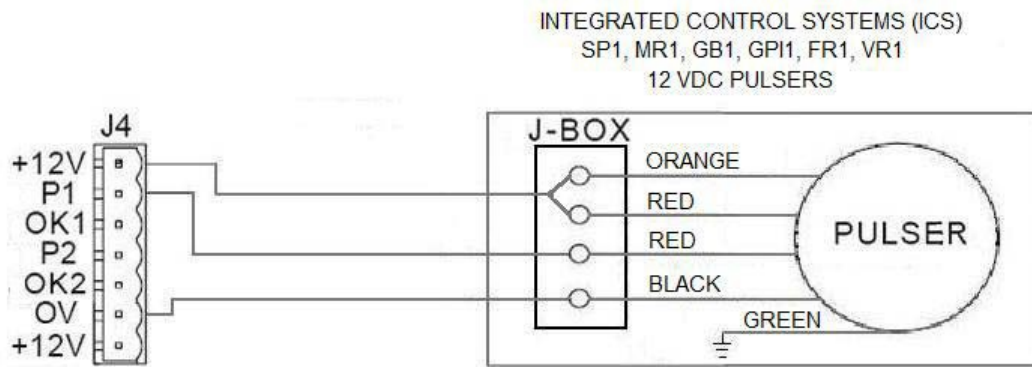 INTEGRATED CONTROL SYSTEMS (ICS)
SP1, MR1, GB1, GPI1, FR1, VR1
12 VDC PULSERS
J4
+12V
P1
OK1
P2
OK2
OV
+12V
J-BOX
ORANGE
RED
RED
BLACK
GREEN
PULSER